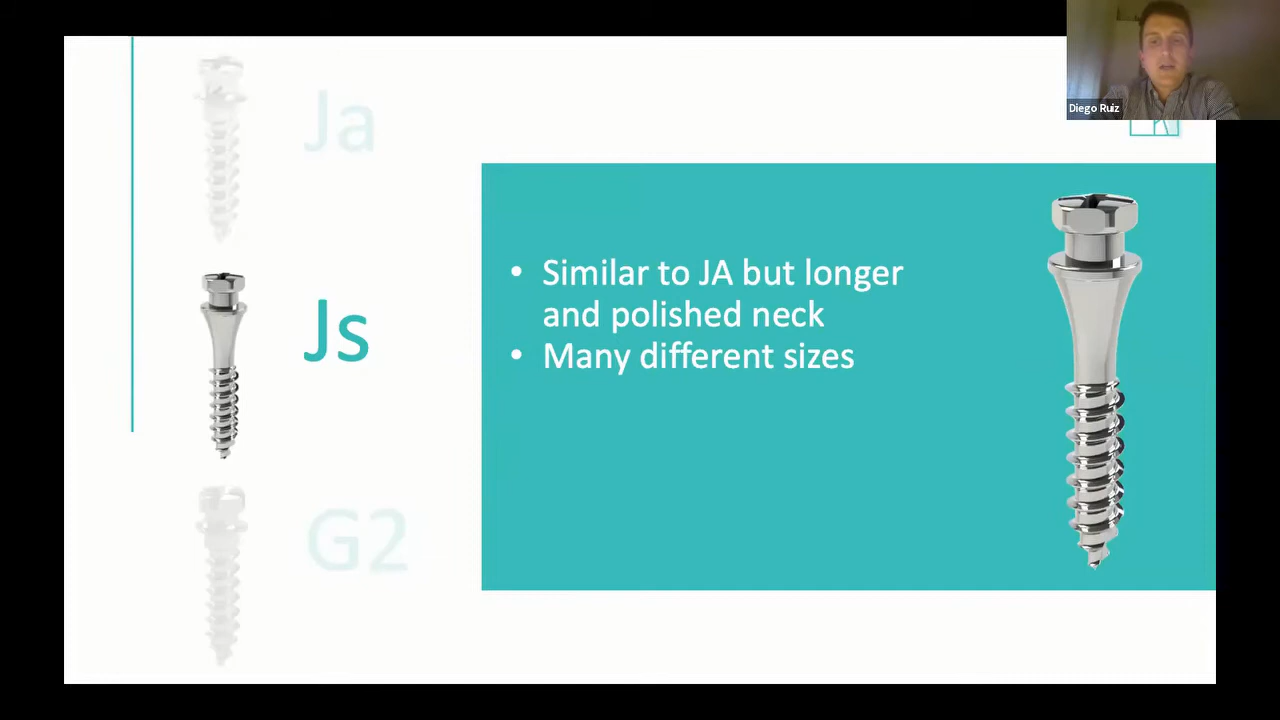 Diego Ruiz
Ja
Js
G2
• Similar to JA but longer
and polished neck
• Many different sizes